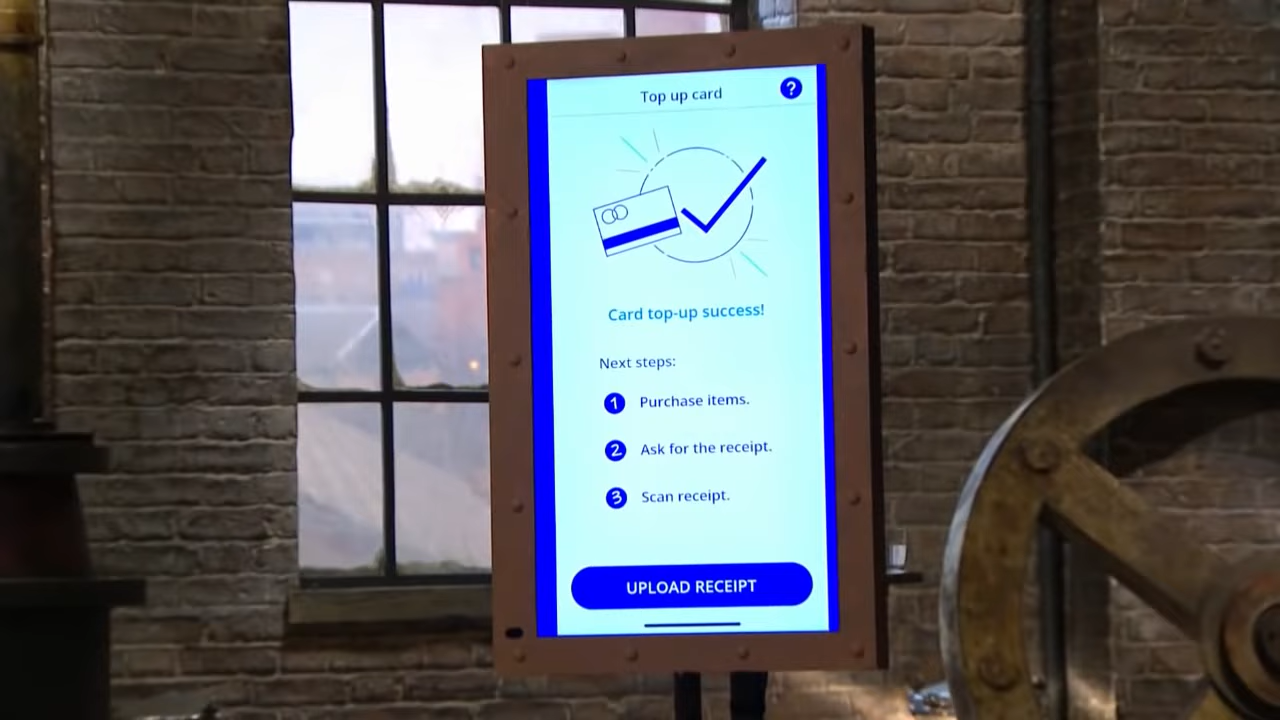 Top up card
?
Card top-up success!
Next steps:
1 Purchase items.
2 Ask for the receipt.
3 Scan receipt.
UPLOAD RECEIPT